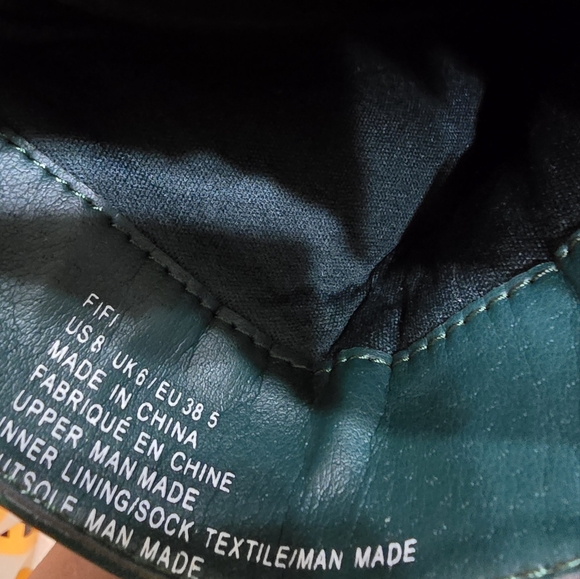 FIFI
US 8 UK 6/EU 38 5
MADE IN CHINA
FABRIQUÉ EN CHINE
UPPER MAN MADE
INNER LINING/SOCK TEXTILE/MAN MADE
UTSOLE MAN MADE